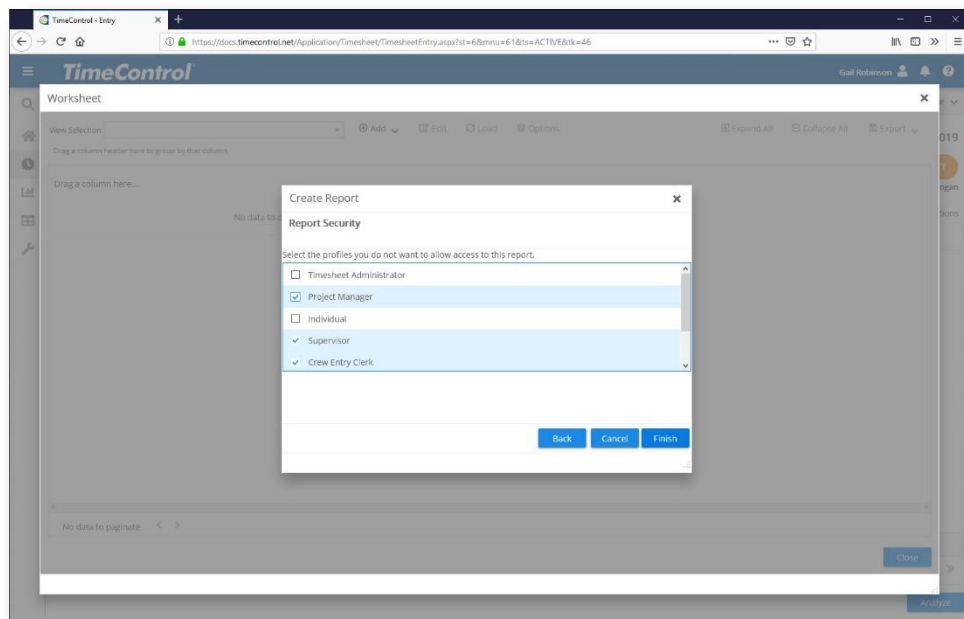 TimeControl - Entry
https://docs.timecontrol.net/Application/Timesheet/TimesheetEntry.aspx?st=6&mnu=61&ts=ACTIVE&tk=46
TimeControl
Gail Robinson
Worksheet
View Selection
Add Edit Load Options Expand All Collapse All Export
019
Drag a column header here to group by that column
Drag a column here...
No data to
Create Report
Report Security
Select the profiles you do not want to allow access to this report.
Timesheet Administrator
Project Manager
Individual
Supervisor
Crew Entry Clerk
Back Cancel Finish
No data to paginate
Close
Analyze